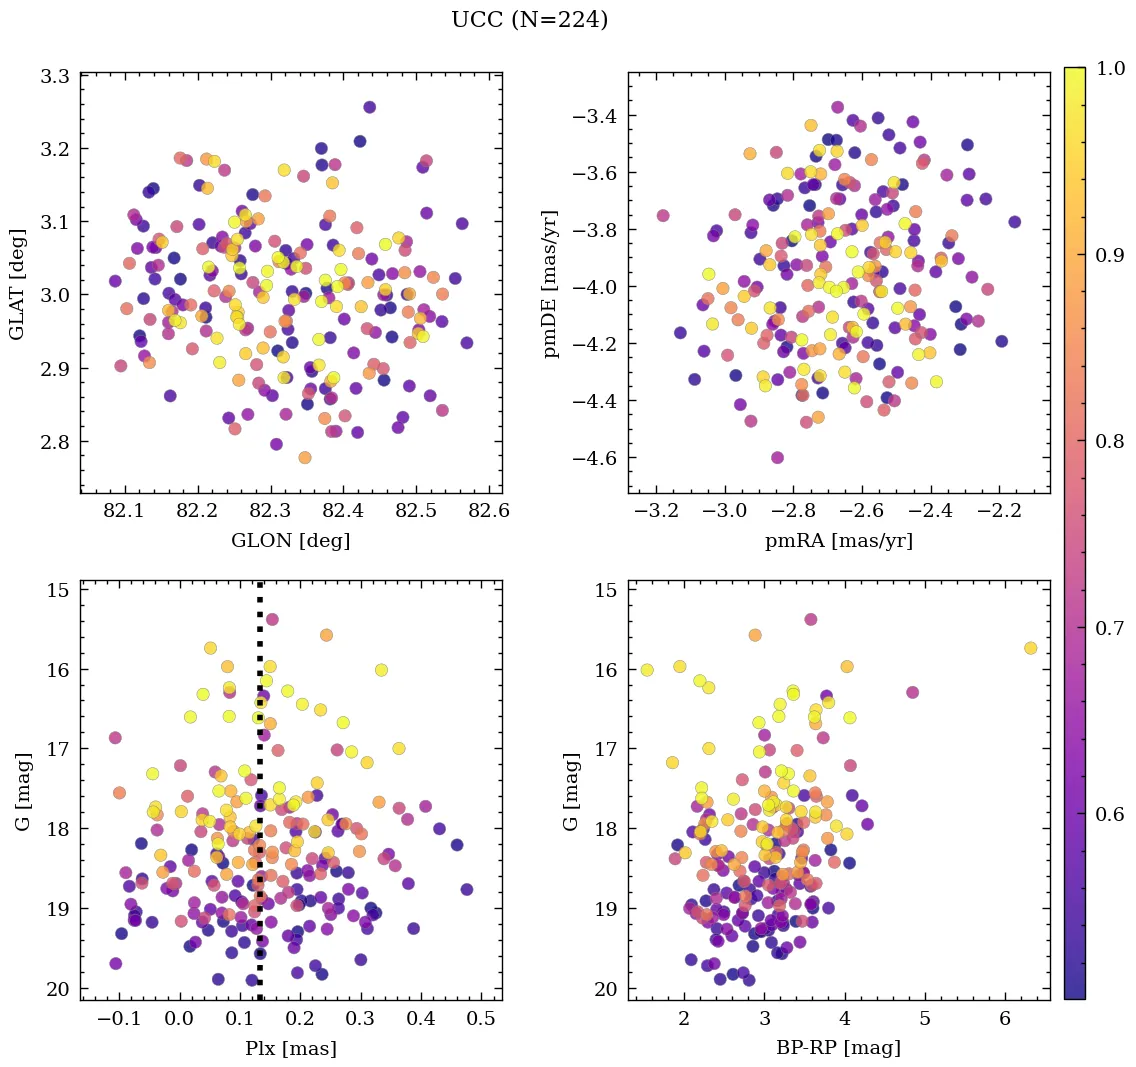 UCC (N=224)
3.3
3.2
3.1
3.0
2.9
2.8
GLAT [deg]
82.1 82.2 82.3 82.4 82.5 82.6
GLON [deg]
−3.4
−3.6
−3.8
−4.0
−4.2
−4.4
−4.6
pmDE [mas/yr]
−3.2 −3.0 −2.8 −2.6 −2.4 −2.2
pmRA [mas/yr]
15
16
17
18
19
20
G [mag]
−0.1 0.0 0.1 0.2 0.3 0.4 0.5
Plx [mas]
15
16
17
18
19
20
G [mag]
2 3 4 5 6
BP-RP [mag]
1.0
0.9
0.8
0.7
0.6